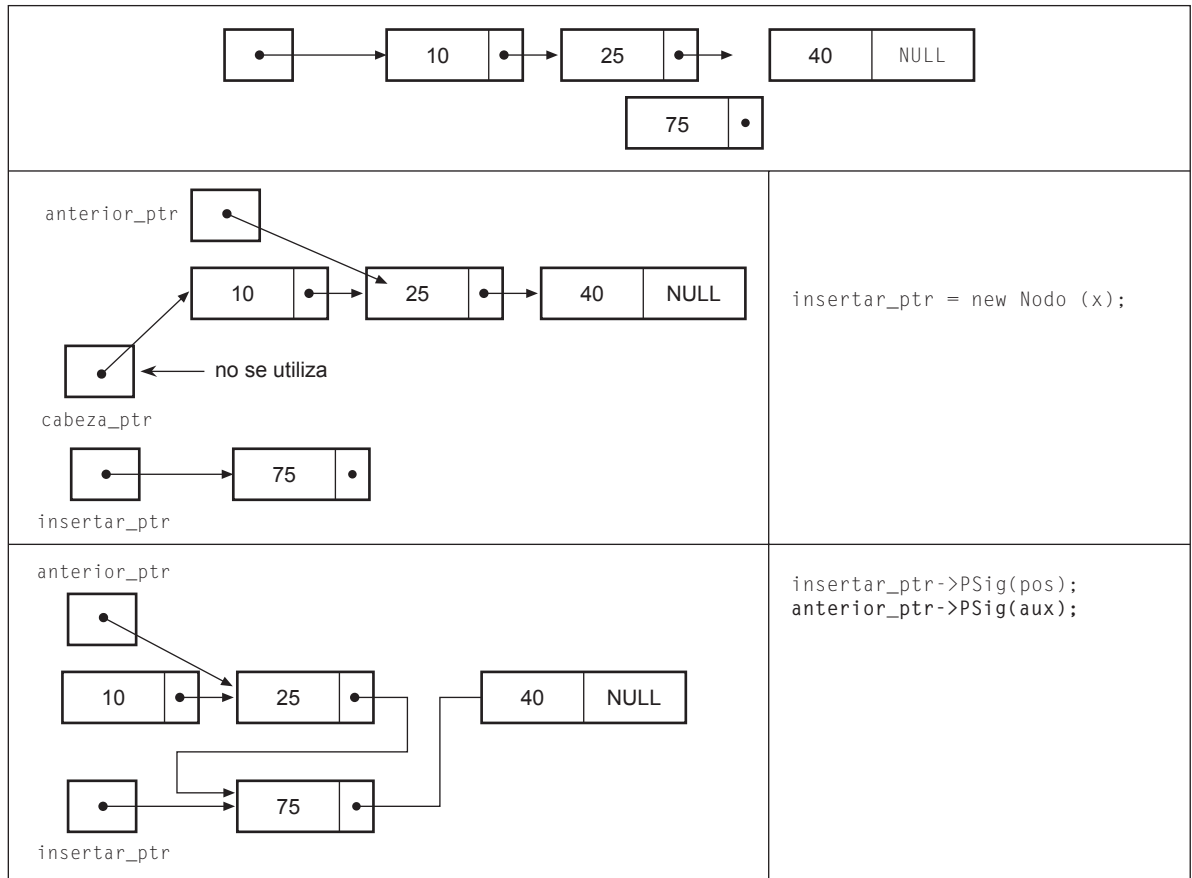 10 25 40 NULL
75
anterior_ptr
10 25 40 NULL
no se utiliza
cabeza_ptr
75
insertar_ptr
insertar_ptr = new Nodo (x);
anterior_ptr
10 25 40 NULL
75
insertar_ptr
insertar_ptr->PSig(pos);
anterior_ptr->PSig(aux);